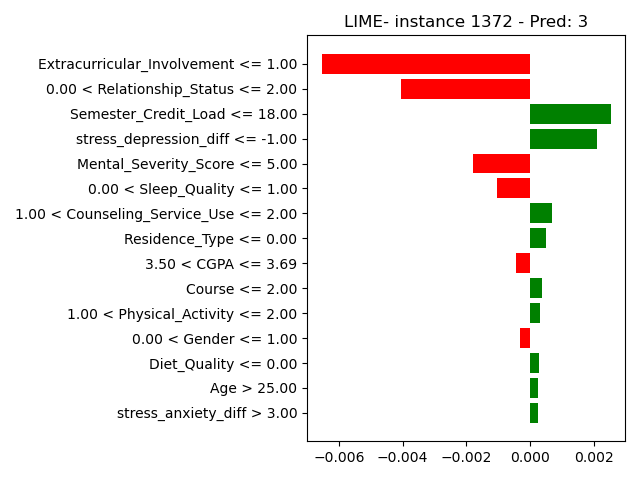 LIME- instance 1372 - Pred: 3
Extracurricular_Involvement <= 1.00
0.00 < Relationship_Status <= 2.00
Semester_Credit_Load <= 18.00
stress_depression_diff <= -1.00
Mental_Severity_Score <= 5.00
0.00 < Sleep_Quality <= 1.00
1.00 < Counseling_Service_Use <= 2.00
Residence_Type <= 0.00
3.50 < CGPA <= 3.69
Course <= 2.00
1.00 < Physical_Activity <= 2.00
0.00 < Gender <= 1.00
Diet_Quality <= 0.00
Age > 25.00
stress_anxiety_diff > 3.00
−0.006 −0.004 −0.002 0.000 0.002